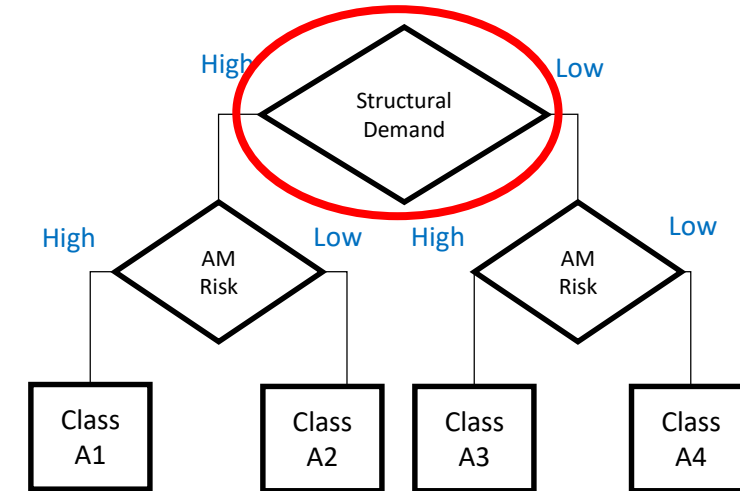 High
Low
Structural
Demand
High
Low
High
Low
AM
Risk
AM
Risk
Class
A1
Class
A2
Class
A3
Class
A4